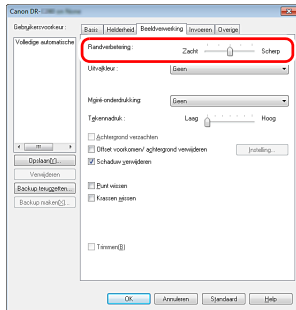 Canon DR-
Gebruikersvoorkeur:
Basis Helderheid Beeldverwerking Invoeren Overige
Volledige automatische
Randverbetering: Zacht Scherp
Uitvalkleur: Geen
Moiré-onderdrukking: Geen
Tekennadruk: Laag Hoog
Achtergrond verzachten
Offset voorkomen/ achtergrond verwijderen Instelling...
Schaduw verwijderen
Punt wissen
Krassen wissen
Trimmen(B)
Opslaan(Y)...
Verwijderen
Backup terugzetten...
Backup maken(X)...
OK Annuleren Standaard Help